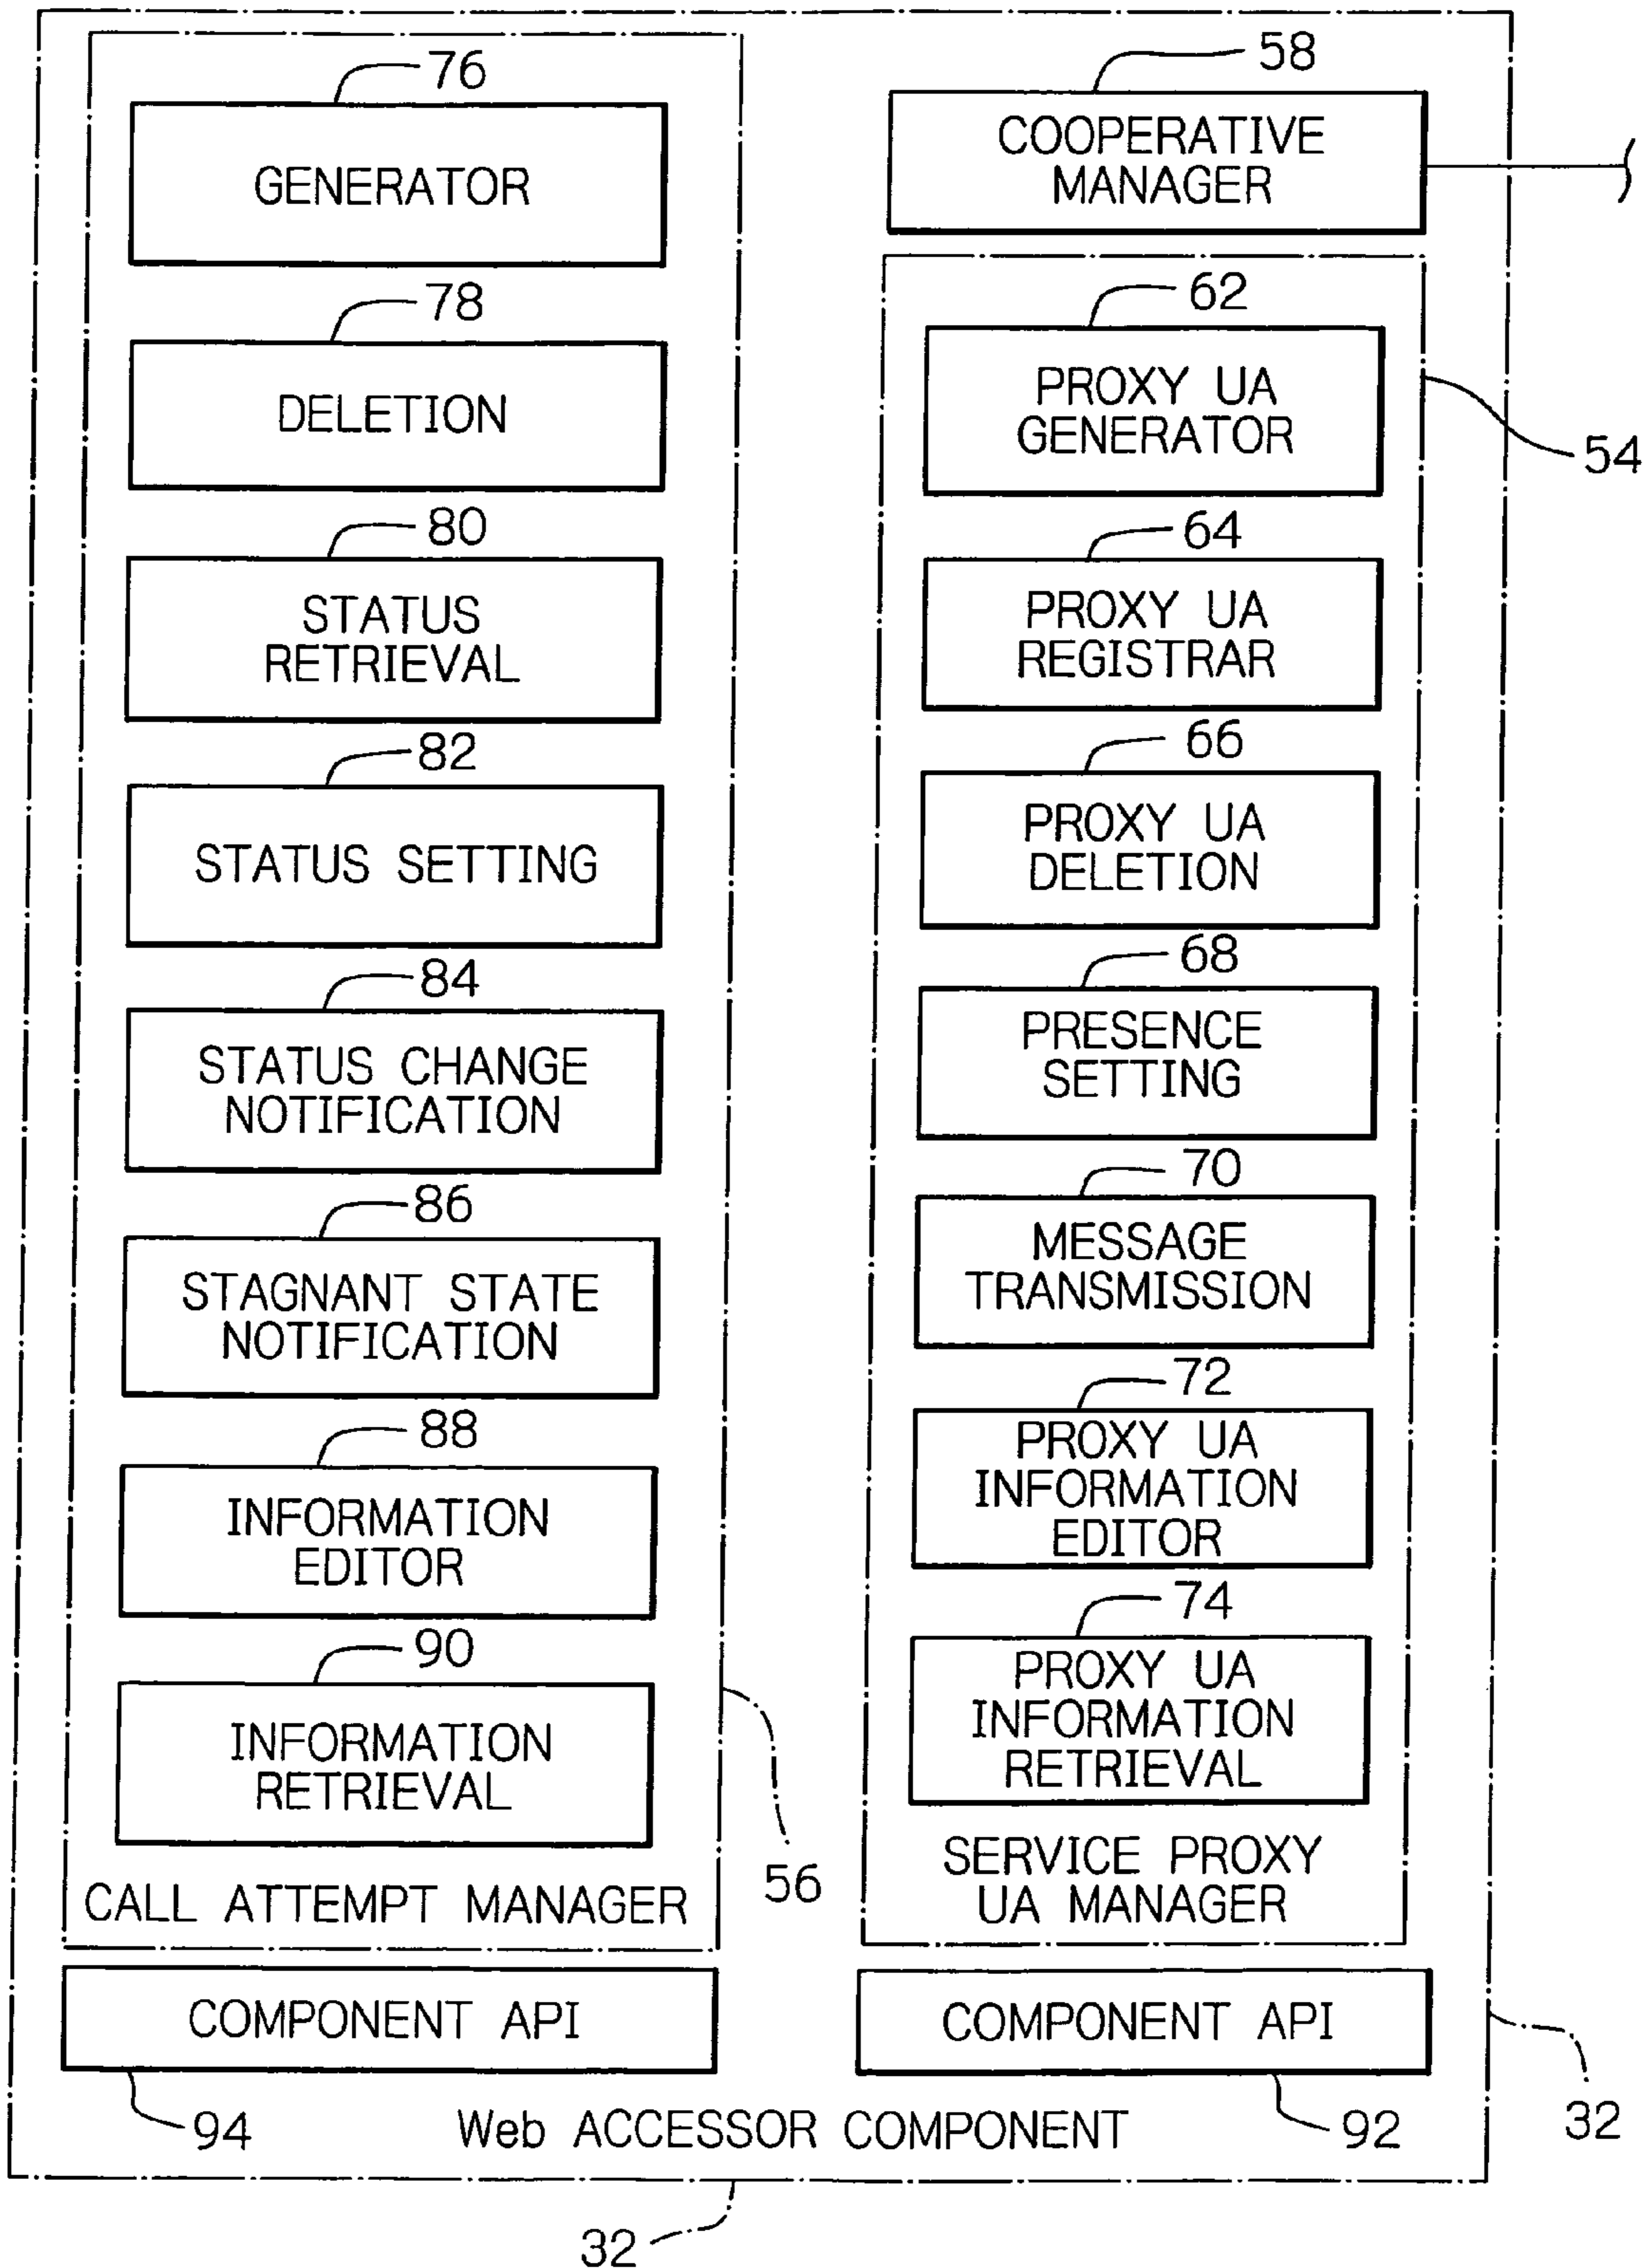 76
GENERATOR
78
DELETION
80
STATUS
RETRIEVAL
82
STATUS SETTING
84
STATUS CHANGE
NOTIFICATION
86
STAGNANT STATE
NOTIFICATION
88
INFORMATION
EDITOR
90
INFORMATION
RETRIEVAL
56
CALL ATTEMPT MANAGER
COMPONENT API
94
58
COOPERATIVE
MANAGER
62
PROXY UA
GENERATOR
54
64
PROXY UA
REGISTRAR
66
PROXY UA
DELETION
68
PRESENCE
SETTING
70
MESSAGE
TRANSMISSION
72
PROXY UA
INFORMATION
EDITOR
74
PROXY UA
INFORMATION
RETRIEVAL
SERVICE PROXY
UA MANAGER
COMPONENT API
92
32
Web ACCESSOR COMPONENT
32